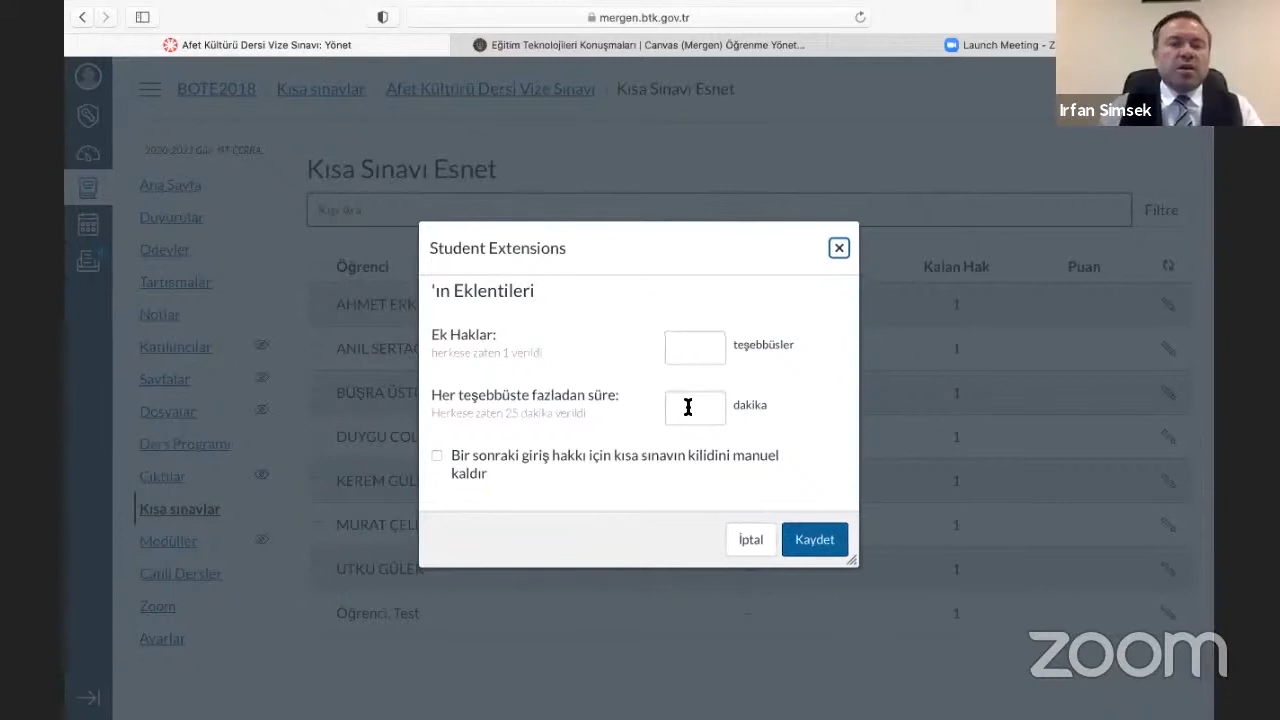 mergen.btk.gov.tr
Afet Kültürü Dersi Vize Sınavı: Yönet
Eğitim Teknolojileri Konuşmaları | Canvas (Mergen) Öğrenme Yönet...
Launch Meeting - Z
Irfan Simsek
BOTE2018
Kısa sınavlar
Afet Kültürü Dersi Vize Sınavı
Kısa Sınavı Esnet
Ana Sayfa
Duyurular
Ödevler
Tartışmalar
Notlar
Katılımcılar
Sayfalar
Dosyalar
Ders Programı
Çıktılar
Kısa sınavlar
Modüller
Canlı Dersler
Zoom
Ayarlar
Kısa Sınavı Esnet
Kişi Ara
Filtre
Öğrenci
Kalan Hak
Puan
AHMET ERK
1
ANIL SERTAÇ
1
BÜŞRA ÜSTÜ
1
DUYGU ÇOL
1
KEREM GÜL
1
MURAT ÇELİ
1
UTKU GÜLER
1
Öğrenci, Test
--
1
Student Extensions
'ın Eklentileri
Ek Haklar:
herkese zaten 1 verildi
teşebbüsler
Her teşebbüste fazladan süre:
Herkese zaten 25 dakika verildi
dakika
Bir sonraki giriş hakkı için kısa sınavın kilidini manuel
kaldır
İptal
Kaydet
zoom